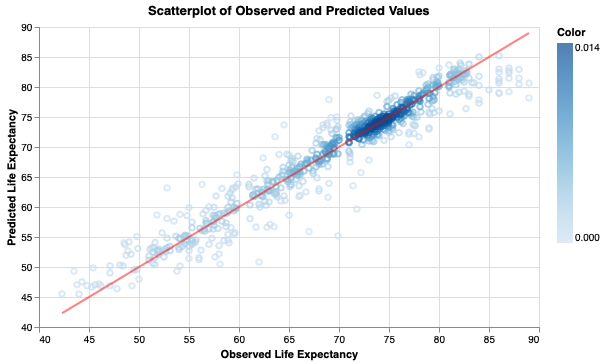 Scatterplot of Observed and Predicted Values
Color
0.014
0.000
Predicted Life Expectancy
90
85
80
75
70
65
60
55
50
45
40
40 45 50 55 60 65 70 75 80 85 90
Observed Life Expectancy